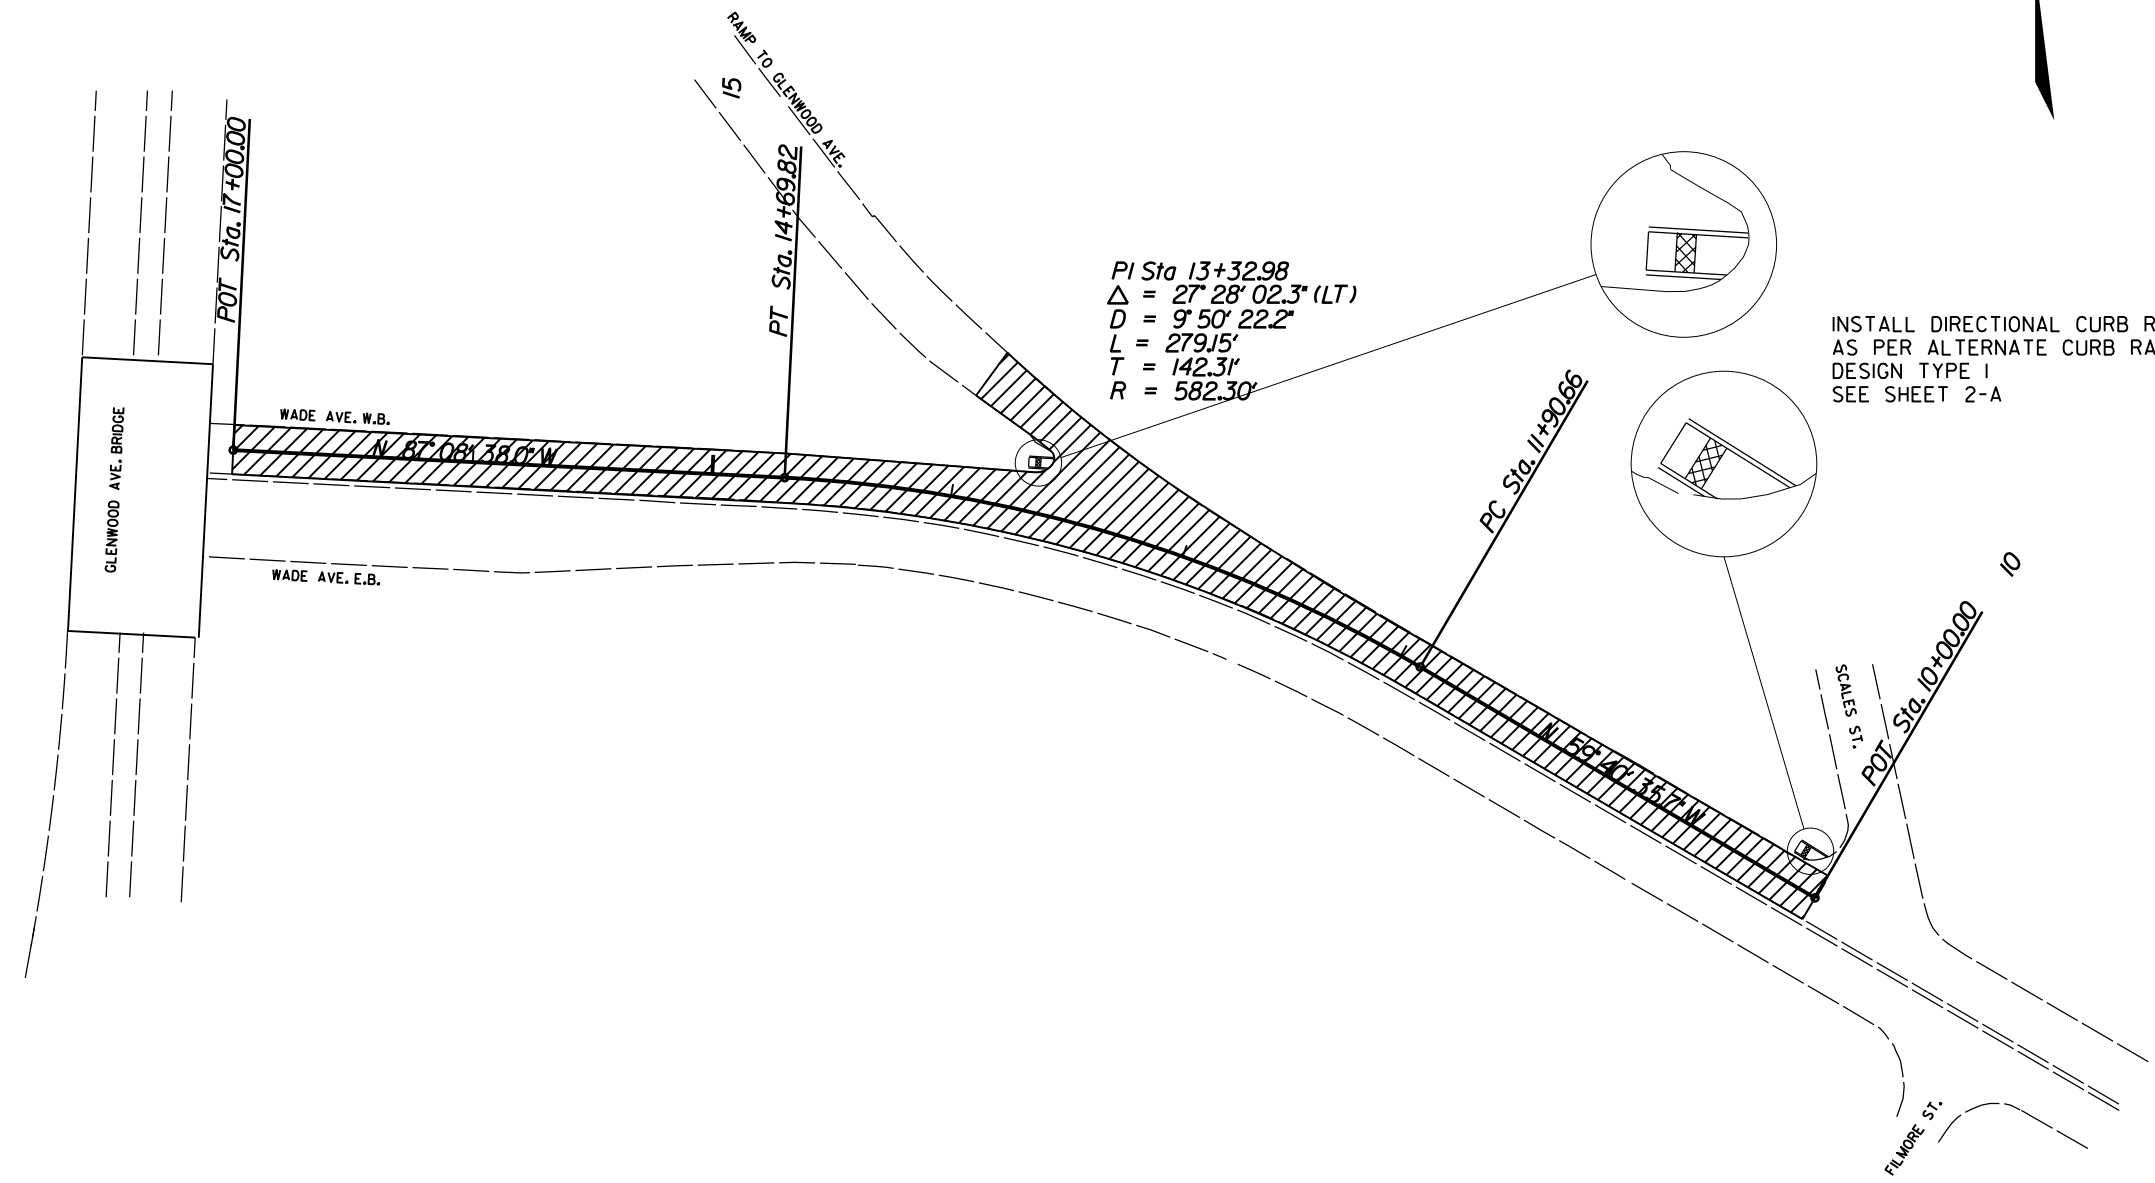 RAMP TO GLENWOOD AVE.
15
POT Sta. 17+00.00
PT Sta. 14+69.82
PI Sta 13+32.98
Δ = 27° 28' 02.3" (LT)
D = 9° 50' 22.2"
L = 279.15'
T = 142.31'
R = 582.30'
INSTALL DIRECTIONAL CURB R
AS PER ALTERNATE CURB RA
DESIGN TYPE 1
SEE SHEET 2-A
PC Sta. 11+90.66
WADE AVE. W.B.
N 87° 08' 38.0" W
GLENWOOD AVE. BRIDGE
WADE AVE. E.B.
10
POT Sta. 10+00.00
SCALES ST.
N 59° 40' 35.7" W
FILMORE ST.